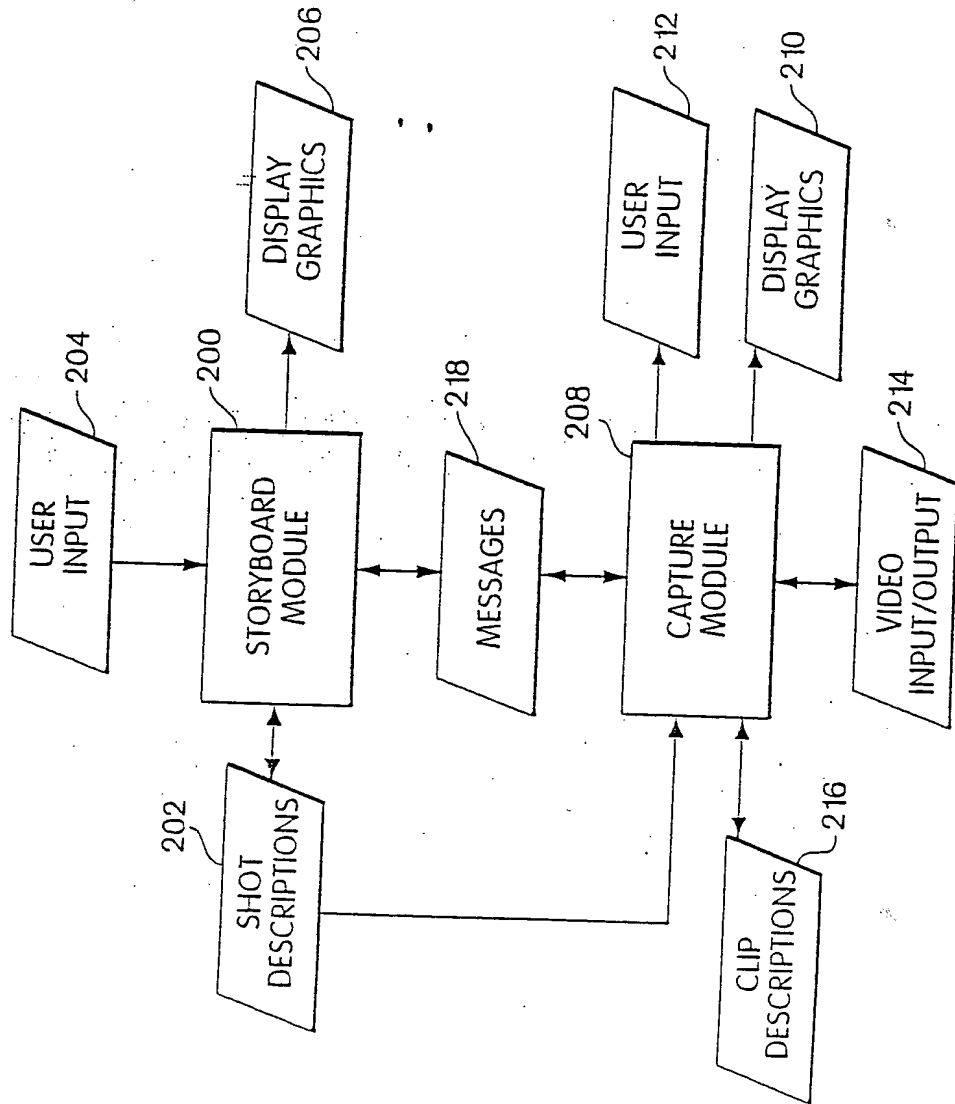 USER
INPUT
204
202
SHOT
DESCRIPTIONS
200
STORYBOARD
MODULE
206
DISPLAY
GRAPHICS
218
MESSAGES
208
CAPTURE
MODULE
212
USER
INPUT
210
DISPLAY
GRAPHICS
216
CLIP
DESCRIPTIONS
214
VIDEO
INPUT/OUTPUT